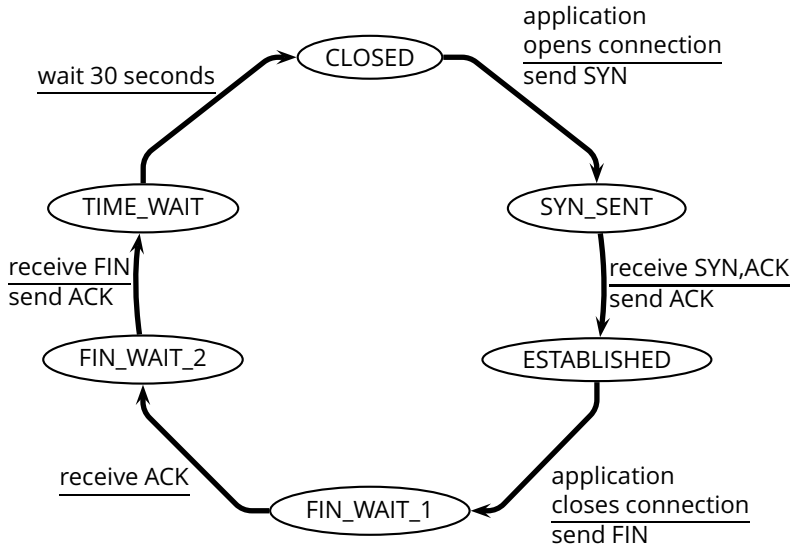 application
opens connection
send SYN
CLOSED
wait 30 seconds
TIME_WAIT
SYN_SENT
receive FIN
send ACK
receive SYN,ACK
send ACK
FIN_WAIT_2
ESTABLISHED
receive ACK
application
closes connection
send FIN
FIN_WAIT_1